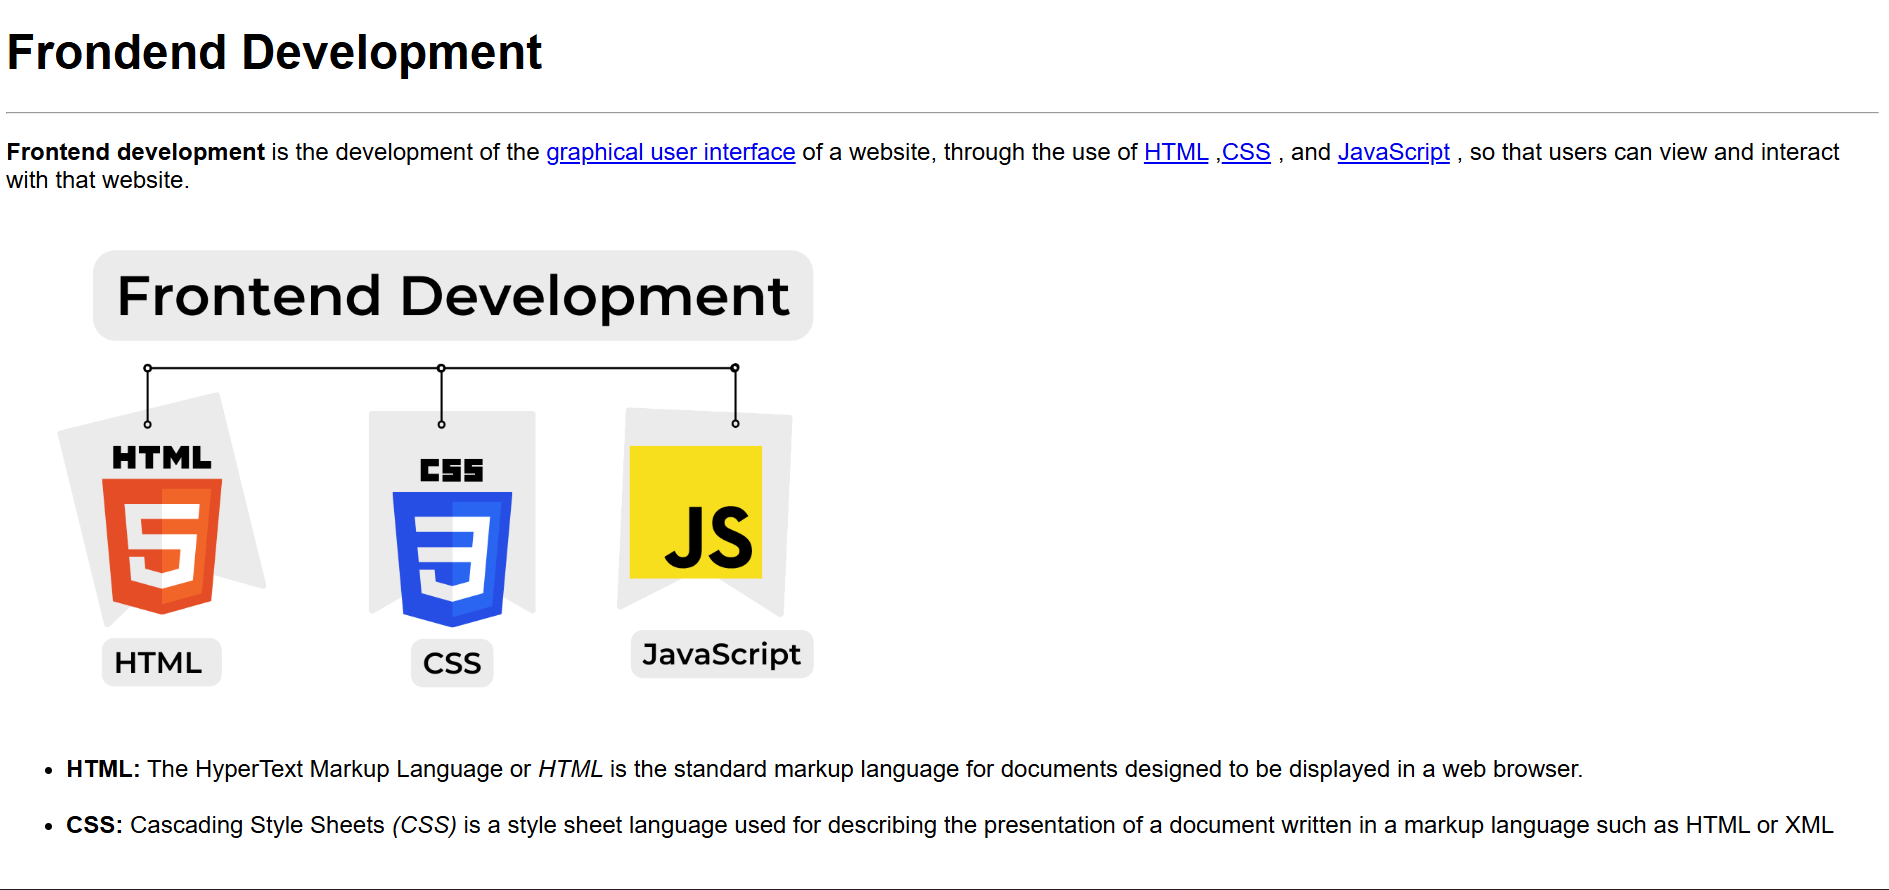 Frondend Development
Frontend development is the development of the graphical user interface of a website, through the use of HTML ,CSS , and JavaScript , so that users can view and interact
with that website.
Frontend Development
HTML
CSS
JS
HTML
CSS
JavaScript
• HTML: The HyperText Markup Language or HTML is the standard markup language for documents designed to be displayed in a web browser.
• CSS: Cascading Style Sheets (CSS) is a style sheet language used for describing the presentation of a document written in a markup language such as HTML or XML